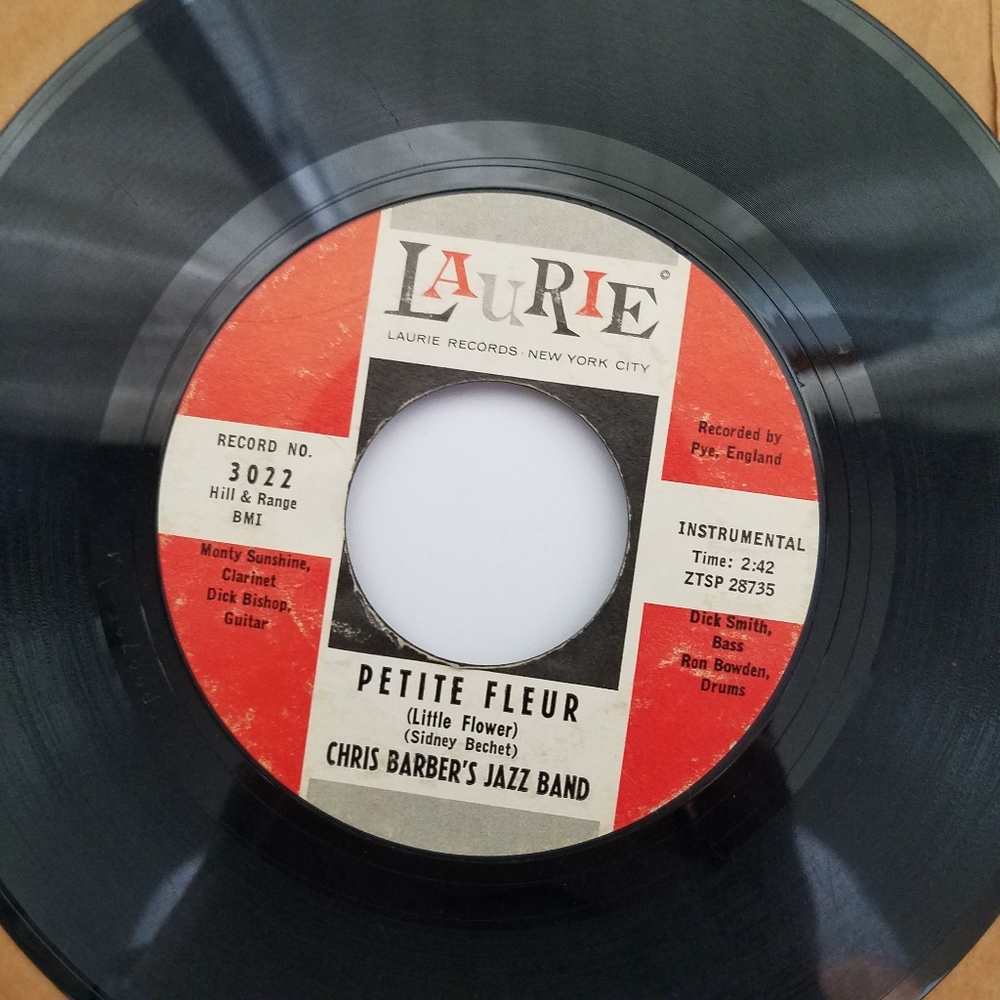 LAURIE ©
LAURIE RECORDS · NEW YORK CITY
RECORD NO.
3022
Hill & Range
BMI
Monty Sunshine,
Clarinet
Dick Bishop,
Guitar
Recorded by
Pye, England
INSTRUMENTAL
Time: 2:42
ZTSP 28735
Dick Smith,
Bass
Ron Bowden,
Drums
PETITE FLEUR
(Little Flower)
(Sidney Bechet)
CHRIS BARBER'S JAZZ BAND